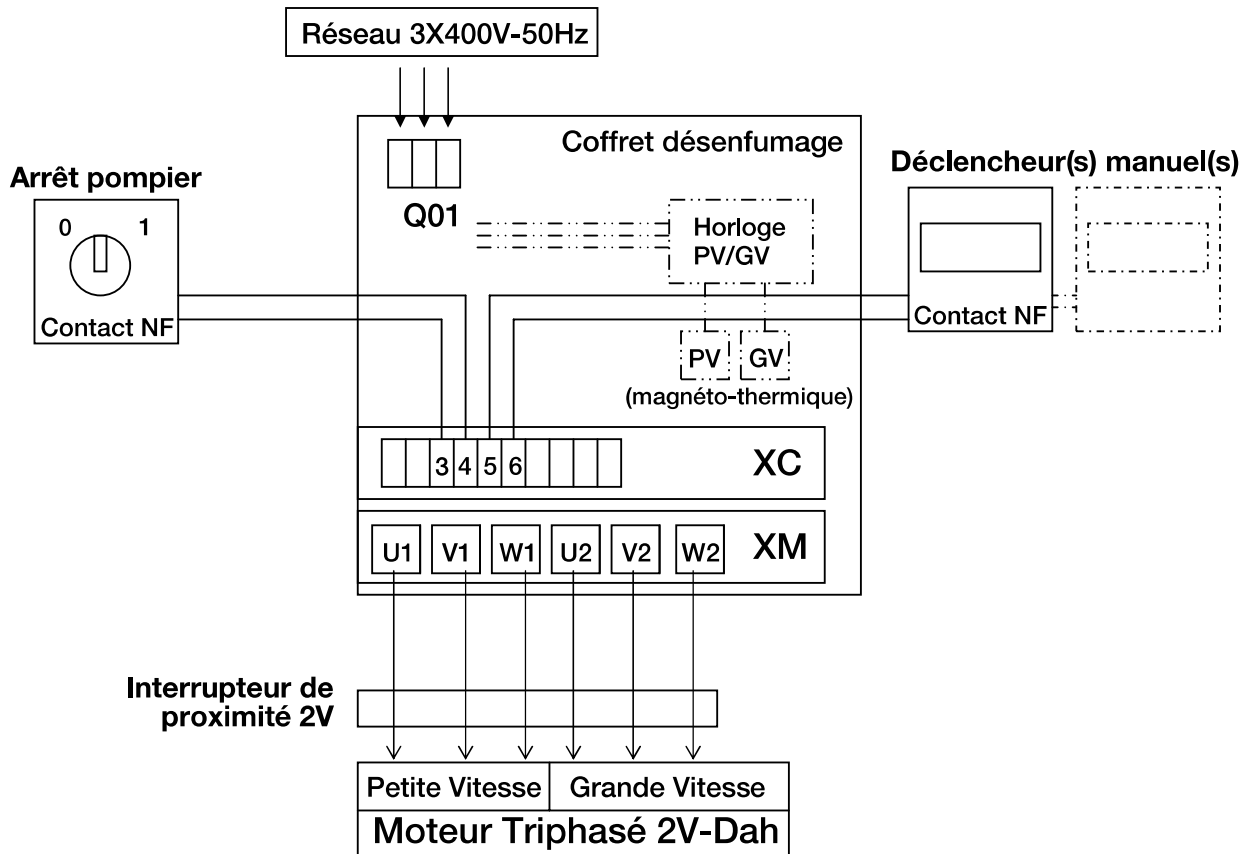 Réseau 3X400V-50Hz
Coffret désenfumage
Déclencheur(s) manuel(s)
Arrêt pompier
0 1
Q01
Horloge
PV/GV
Contact NF
Contact NF
PV GV
(magnéto-thermique)
3 4 5 6
XC
U1 V1 W1 U2 V2 W2
XM
Interrupteur de
proximité 2V
Petite Vitesse
Grande Vitesse
Moteur Triphasé 2V-Dah